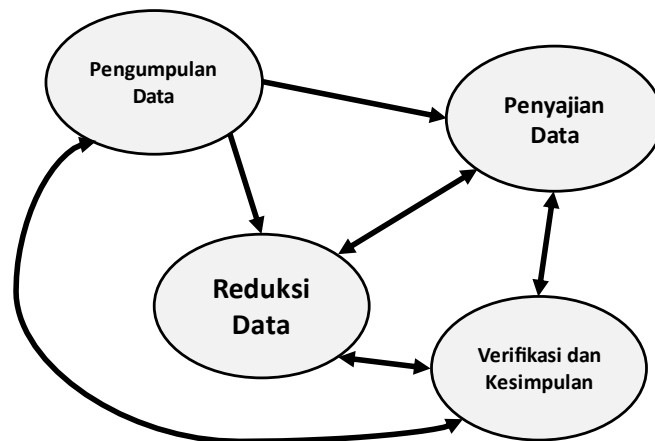 Pengumpulan
Data
Penyajian
Data
Reduksi
Data
Verifikasi dan
Kesimpulan